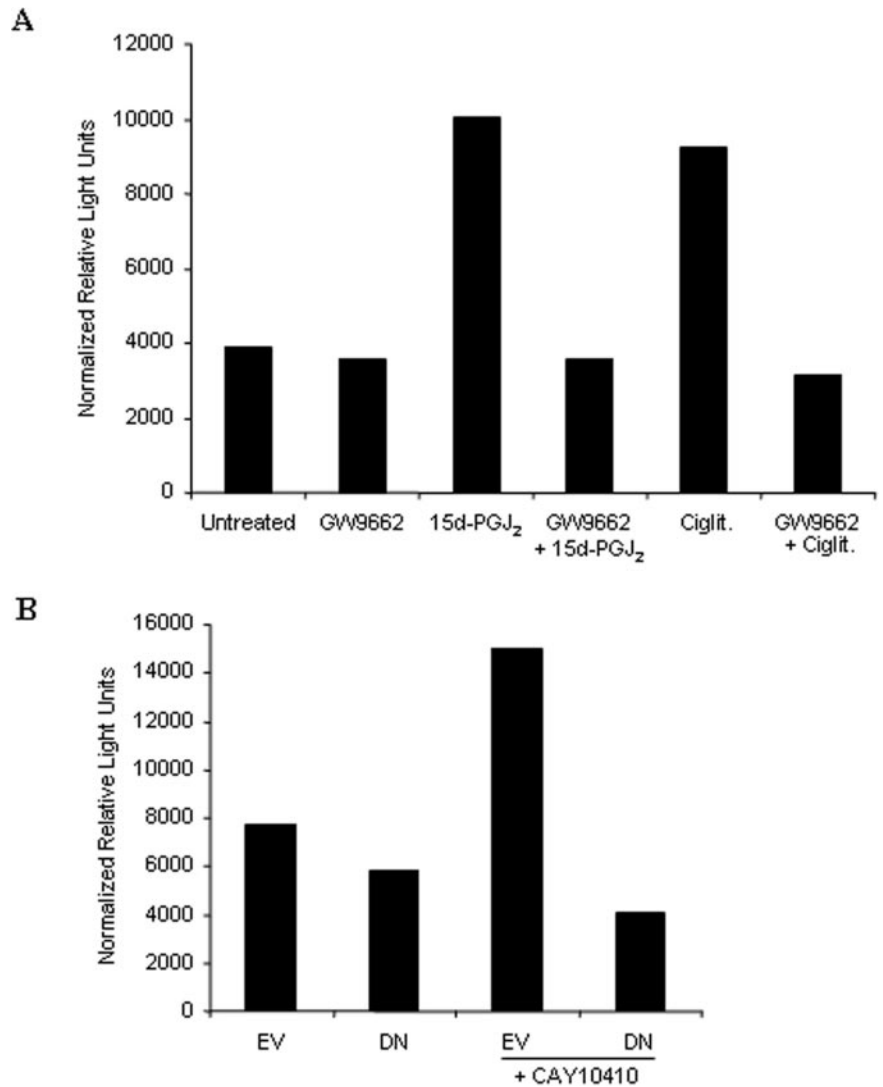 A
Normalized Relative Light Units
12000
10000
8000
6000
4000
2000
0
Untreated
GW9662
15d-PGJ₂
GW9662
+ 15d-PGJ₂
Ciglit.
GW9662
+ Ciglit.
B
Normalized Relative Light Units
16000
14000
12000
10000
8000
6000
4000
2000
0
EV
DN
EV
DN
+ CAY10410